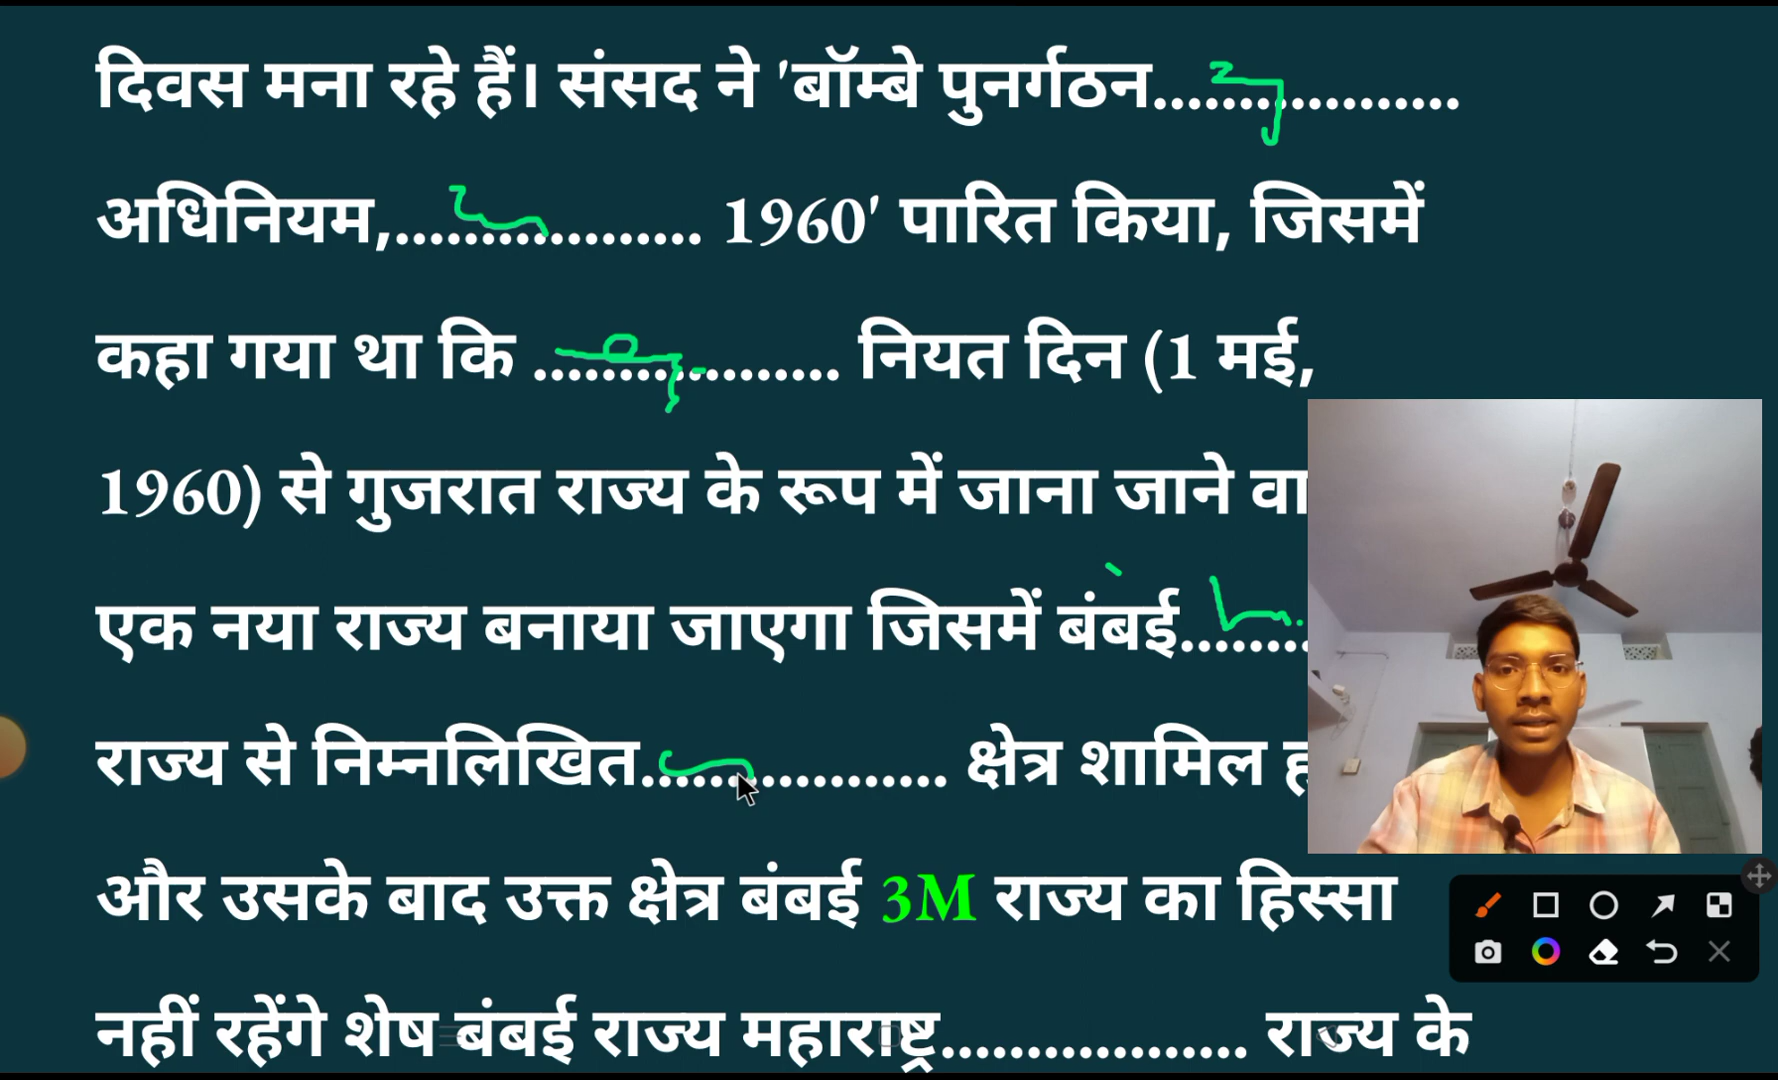 दिवस मना रहे हैं। संसद ने 'बॉम्बे पुनर्गठन..................
अधिनियम,.................. 1960' पारित किया, जिसमें
कहा गया था कि .................. नियत दिन (1 मई,
1960) से गुजरात राज्य के रूप में जाना जाने
एक नया राज्य बनाया जाएगा जिसमें बंबई.......
राज्य से निम्नलिखित.................. क्षेत्र शामिल
और उसके बाद उक्त क्षेत्र बंबई 3M राज्य का हिस्सा
नहीं रहेंगे शेष बंबई राज्य महाराष्ट्र.................. राज्य के